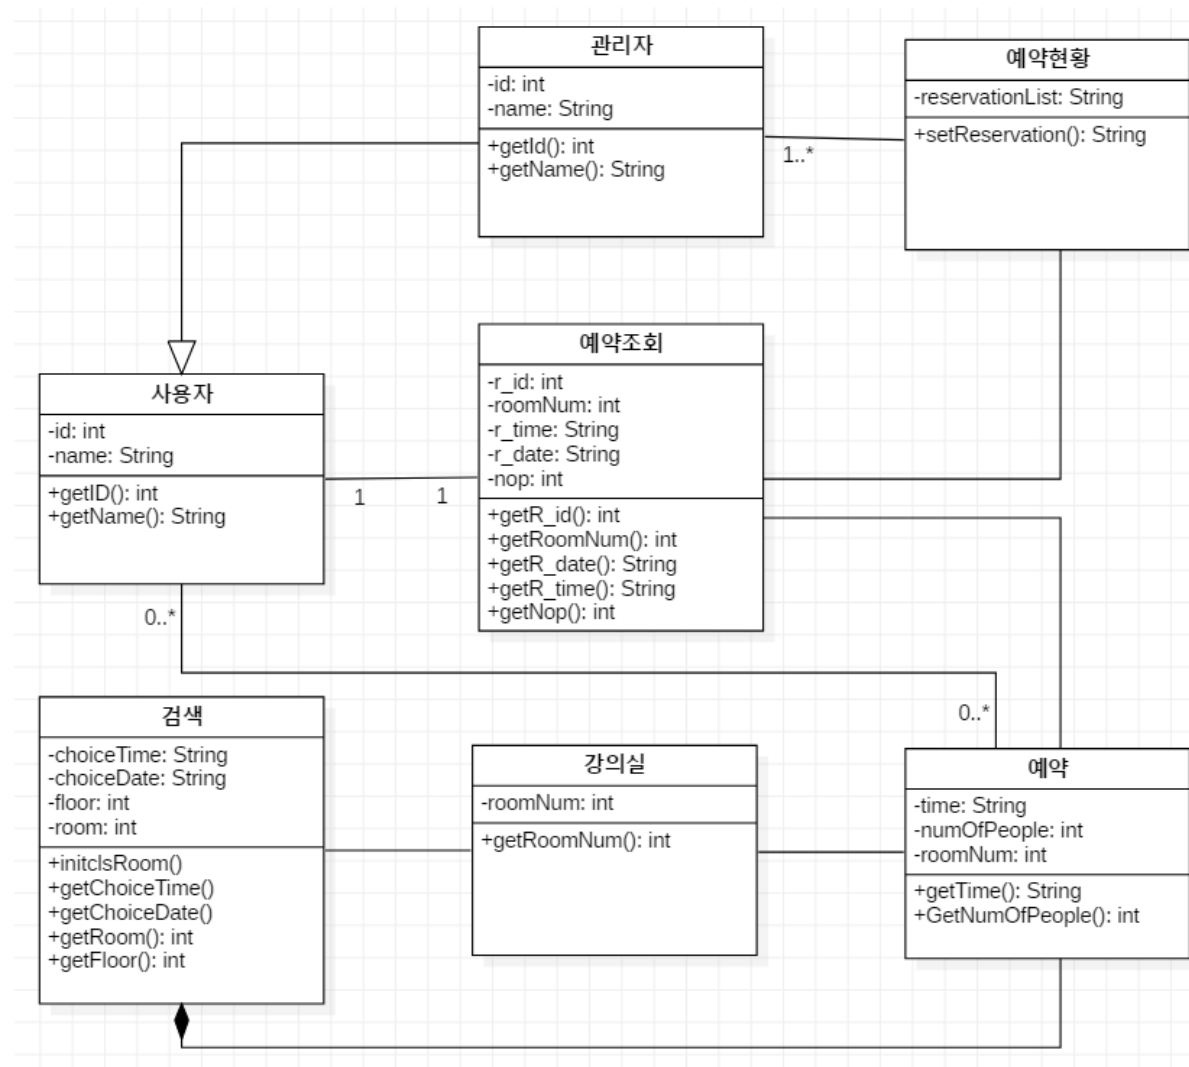 관리자
-id: int
-name: String
+getId(): int
+getName(): String
예약현황
-reservationList: String
+setReservation(): String
1..*
예약조회
-r_id: int
-roomNum: int
-r_time: String
-r_date: String
-nop: int
+getR_id(): int
+getRoomNum(): int
+getR_date(): String
+getR_time(): String
+getNop(): int
사용자
-id: int
-name: String
+getID(): int
+getName(): String
1
1
0..*
0..*
검색
-choiceTime: String
-choiceDate: String
-floor: int
-room: int
+initclsRoom()
+getChoiceTime()
+getChoiceDate()
+getRoom(): int
+getFloor(): int
강의실
-roomNum: int
+getRoomNum(): int
예약
-time: String
-numOfPeople: int
-roomNum: int
+getTime(): String
+GetNumOfPeople(): int